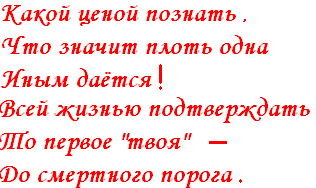 Какой ценой познать ,
Что значит плоть одна
Иным даётся !
Всей жизнью подтверждать
То первое "твоя" —
До смертного порога .